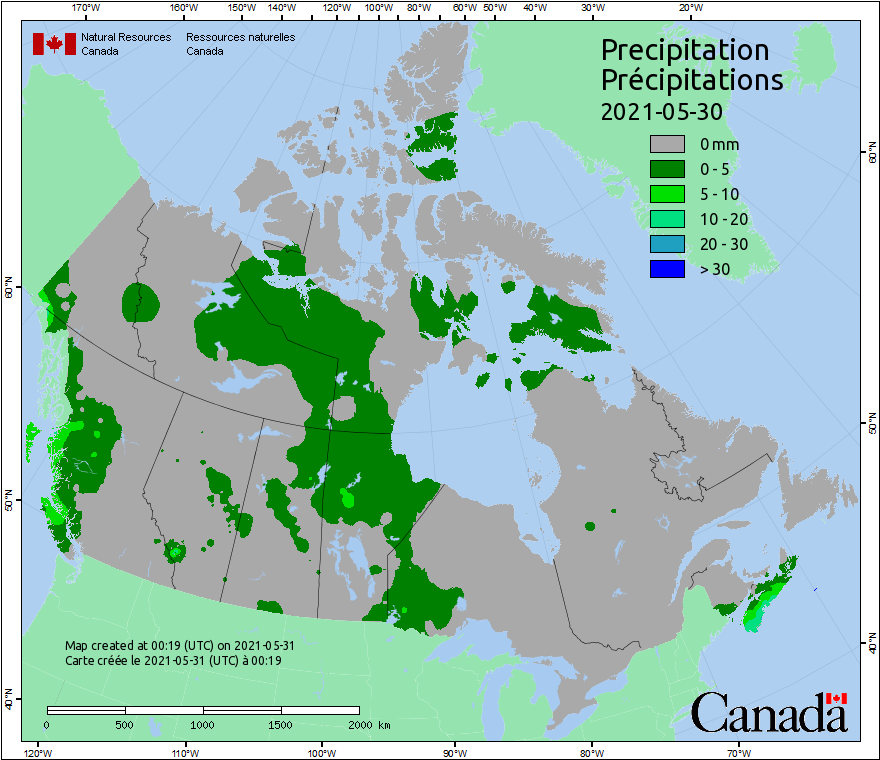 170°W 160°W 150°W 140°W 120°W 100°W 80°W 60°W 50°W 40°W 30°W 20°W
Natural Resources Ressources naturelles
Canada Canada
Precipitation
Précipitations
2021-05-30
0 mm
0 - 5
5 - 10
10 - 20
20 - 30
> 30
60°N
60°N
50°N
50°N
40°N
40°N
Map created at 00:19 (UTC) on 2021-05-31
Carte créée le 2021-05-31 (UTC) à 00:19
0 500 1000 1500 2000 km
Canada
120°W 110°W 100°W 90°W 80°W 70°W